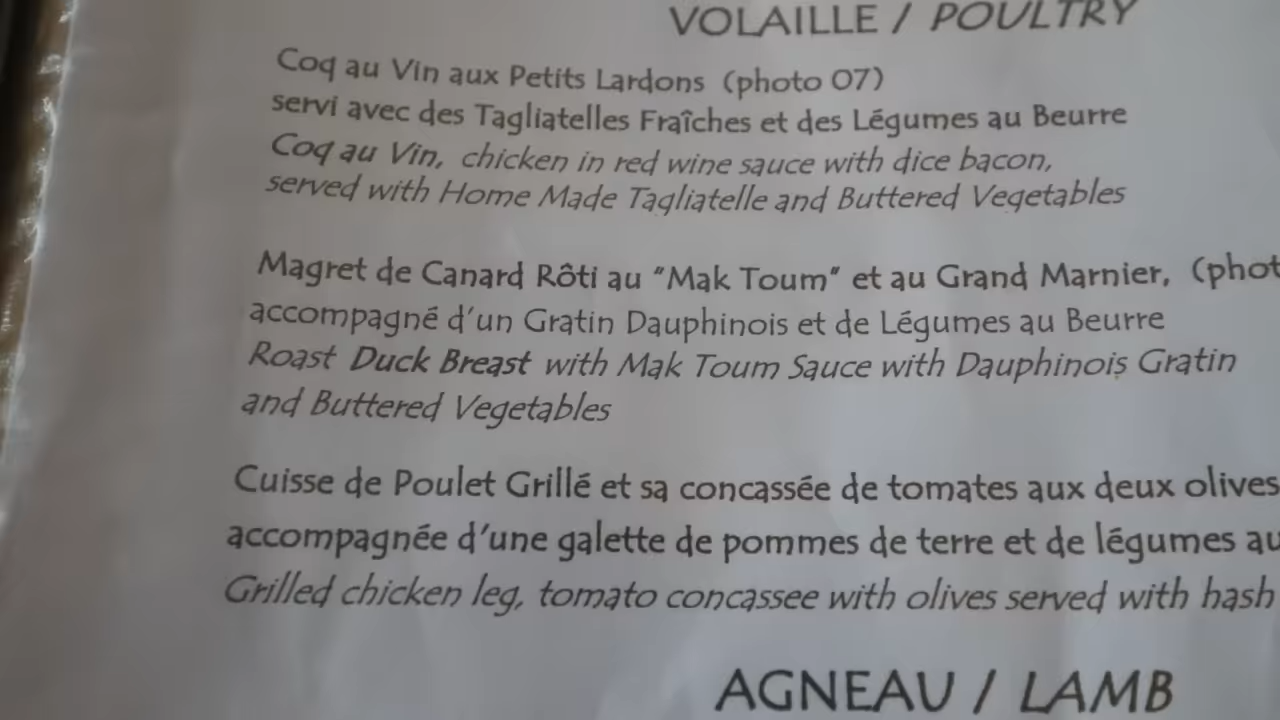 VOLAILLE / POULTRY
Coq au Vin aux Petits Lardons (photo 07)
servi avec des Tagliatelles Fraîches et des Légumes au Beurre
Coq au Vin, chicken in red wine sauce with dice bacon,
served with Home Made Tagliatelle and Buttered Vegetables
Magret de Canard Rôti au "Mak Toum" et au Grand Marnier, (phot
accompagné d'un Gratin Dauphinois et de Légumes au Beurre
Roast Duck Breast with Mak Toum Sauce with Dauphinois Gratin
and Buttered Vegetables
Cuisse de Poulet Grillé et sa concassée de tomates aux deux olives
accompagnée d'une galette de pommes de terre et de légumes au
Grilled chicken leg, tomato concassee with olives served with hash
AGNEAU / LAMB